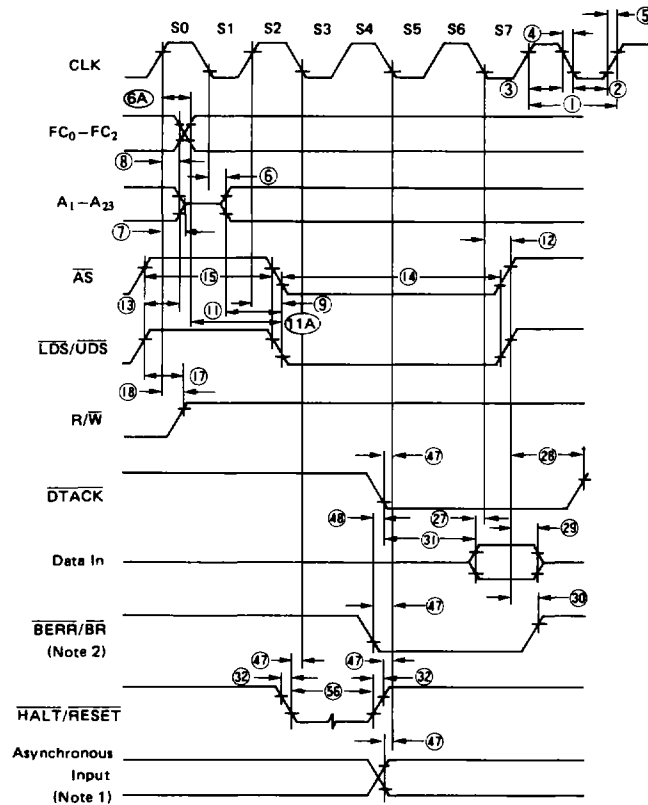 S0 S1 S2 S3 S4 S5 S6 S7
④ ⑤
CLK
③ ② ①
6A
FC₀–FC₂
⑧ ⑥
A₁–A₂₃
⑦ ⑫
AS
⑮ ⑭
⑬ ⑪ ⑨
11A
LDS/UDS
⑰
⑱
R/W
㊼ ㉘
DTACK
㊽ ㉗ ㉙
㉛
Data In
㊼ ㉚
BERR/BR
(Note 2)
㊼ ㊼
㉜ 56 ㉜
HALT/RESET
㊼
Asynchronous
Input
(Note 1)